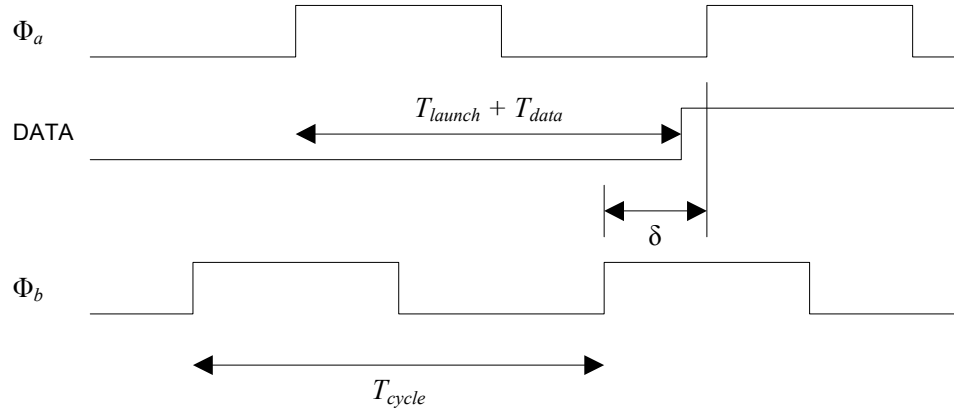 Φa
Tlaunch + Tdata
DATA
δ
Φb
Tcycle